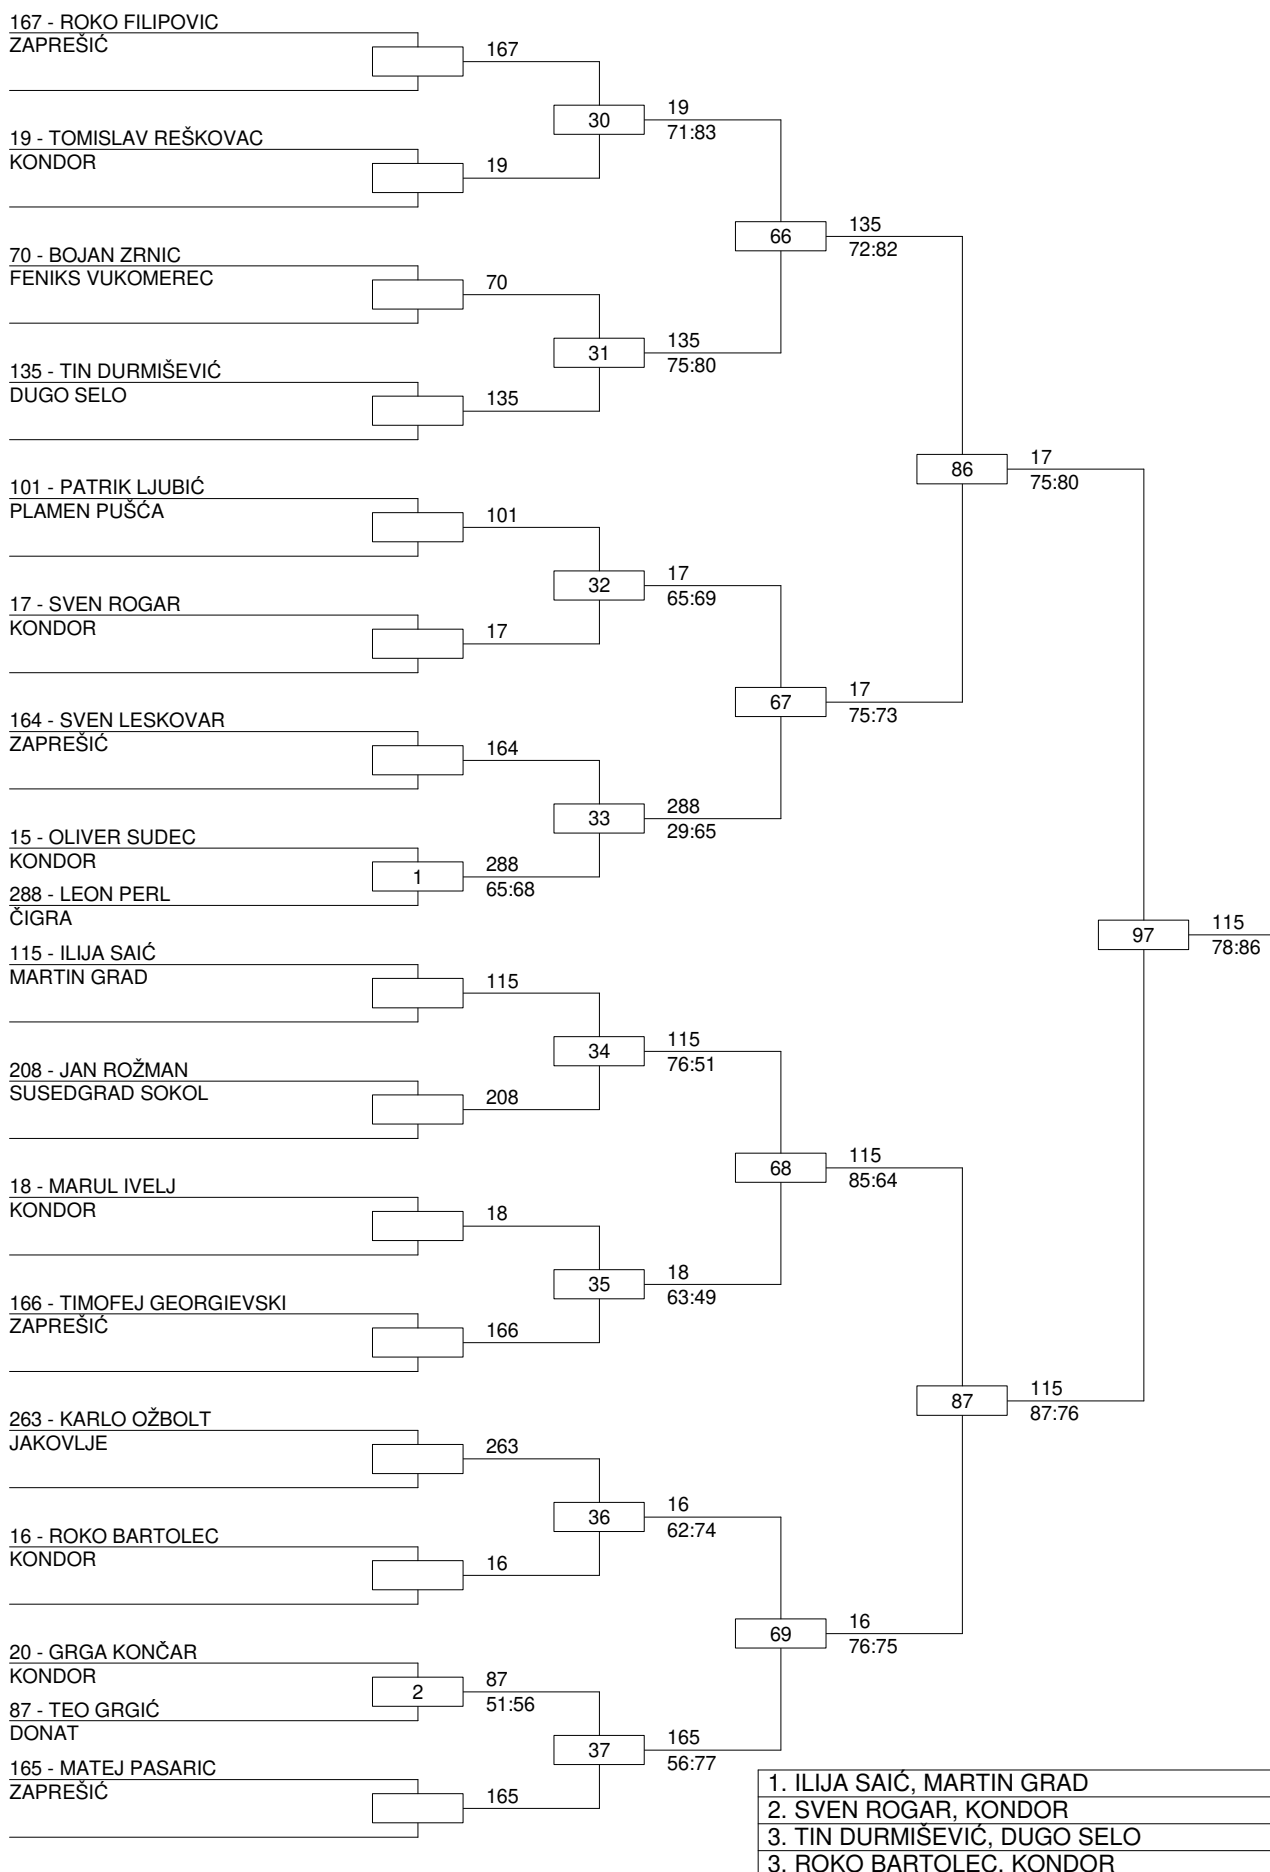 167 - ROKO FILIPOVIC
ZAPREŠIĆ
167
30
19
71:83
19 - TOMISLAV REŠKOVAC
KONDOR
19
66
135
72:82
70 - BOJAN ZRNIC
FENIKS VUKOMEREC
70
31
135
75:80
135 - TIN DURMIŠEVIĆ
DUGO SELO
135
86
17
75:80
101 - PATRIK LJUBIĆ
PLAMEN PUŠĆA
101
32
17
65:69
17 - SVEN ROGAR
KONDOR
17
67
17
75:73
164 - SVEN LESKOVAR
ZAPREŠIĆ
164
33
288
29:65
15 - OLIVER SUDEC
KONDOR
1
288
65:68
288 - LEON PERL
ČIGRA
97
115
78:86
115 - ILIJA SAIĆ
MARTIN GRAD
115
34
115
76:51
208 - JAN ROŽMAN
SUSEDGRAD SOKOL
208
68
115
85:64
18 - MARUL IVELJ
KONDOR
18
35
18
63:49
166 - TIMOFEJ GEORGIEVSKI
ZAPREŠIĆ
166
87
115
87:76
263 - KARLO OŽBOLT
JAKOVLJE
263
36
16
62:74
16 - ROKO BARTOLEC
KONDOR
16
69
16
76:75
20 - GRGA KONČAR
KONDOR
2
87
51:56
87 - TEO GRGIĆ
DONAT
37
165
56:77
165 - MATEJ PASARIC
ZAPREŠIĆ
165
1. ILIJA SAIĆ, MARTIN GRAD
2. SVEN ROGAR, KONDOR
3. TIN DURMIŠEVIĆ, DUGO SELO
3. ROKO BARTOLEC, KONDOR